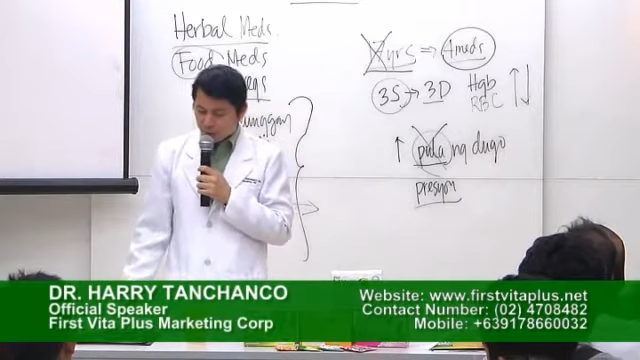 Herbal Meds.
Food Meds
yrs ⇒ 4 meds
3S → 3D
Hgb
RBC
↑ pula ng dugo
presyon
DR. HARRY TANCHANCO
Official Speaker
First Vita Plus Marketing Corp
Website: www.firstvitaplus.net
Contact Number: (02) 4708482
Mobile: +639178660032